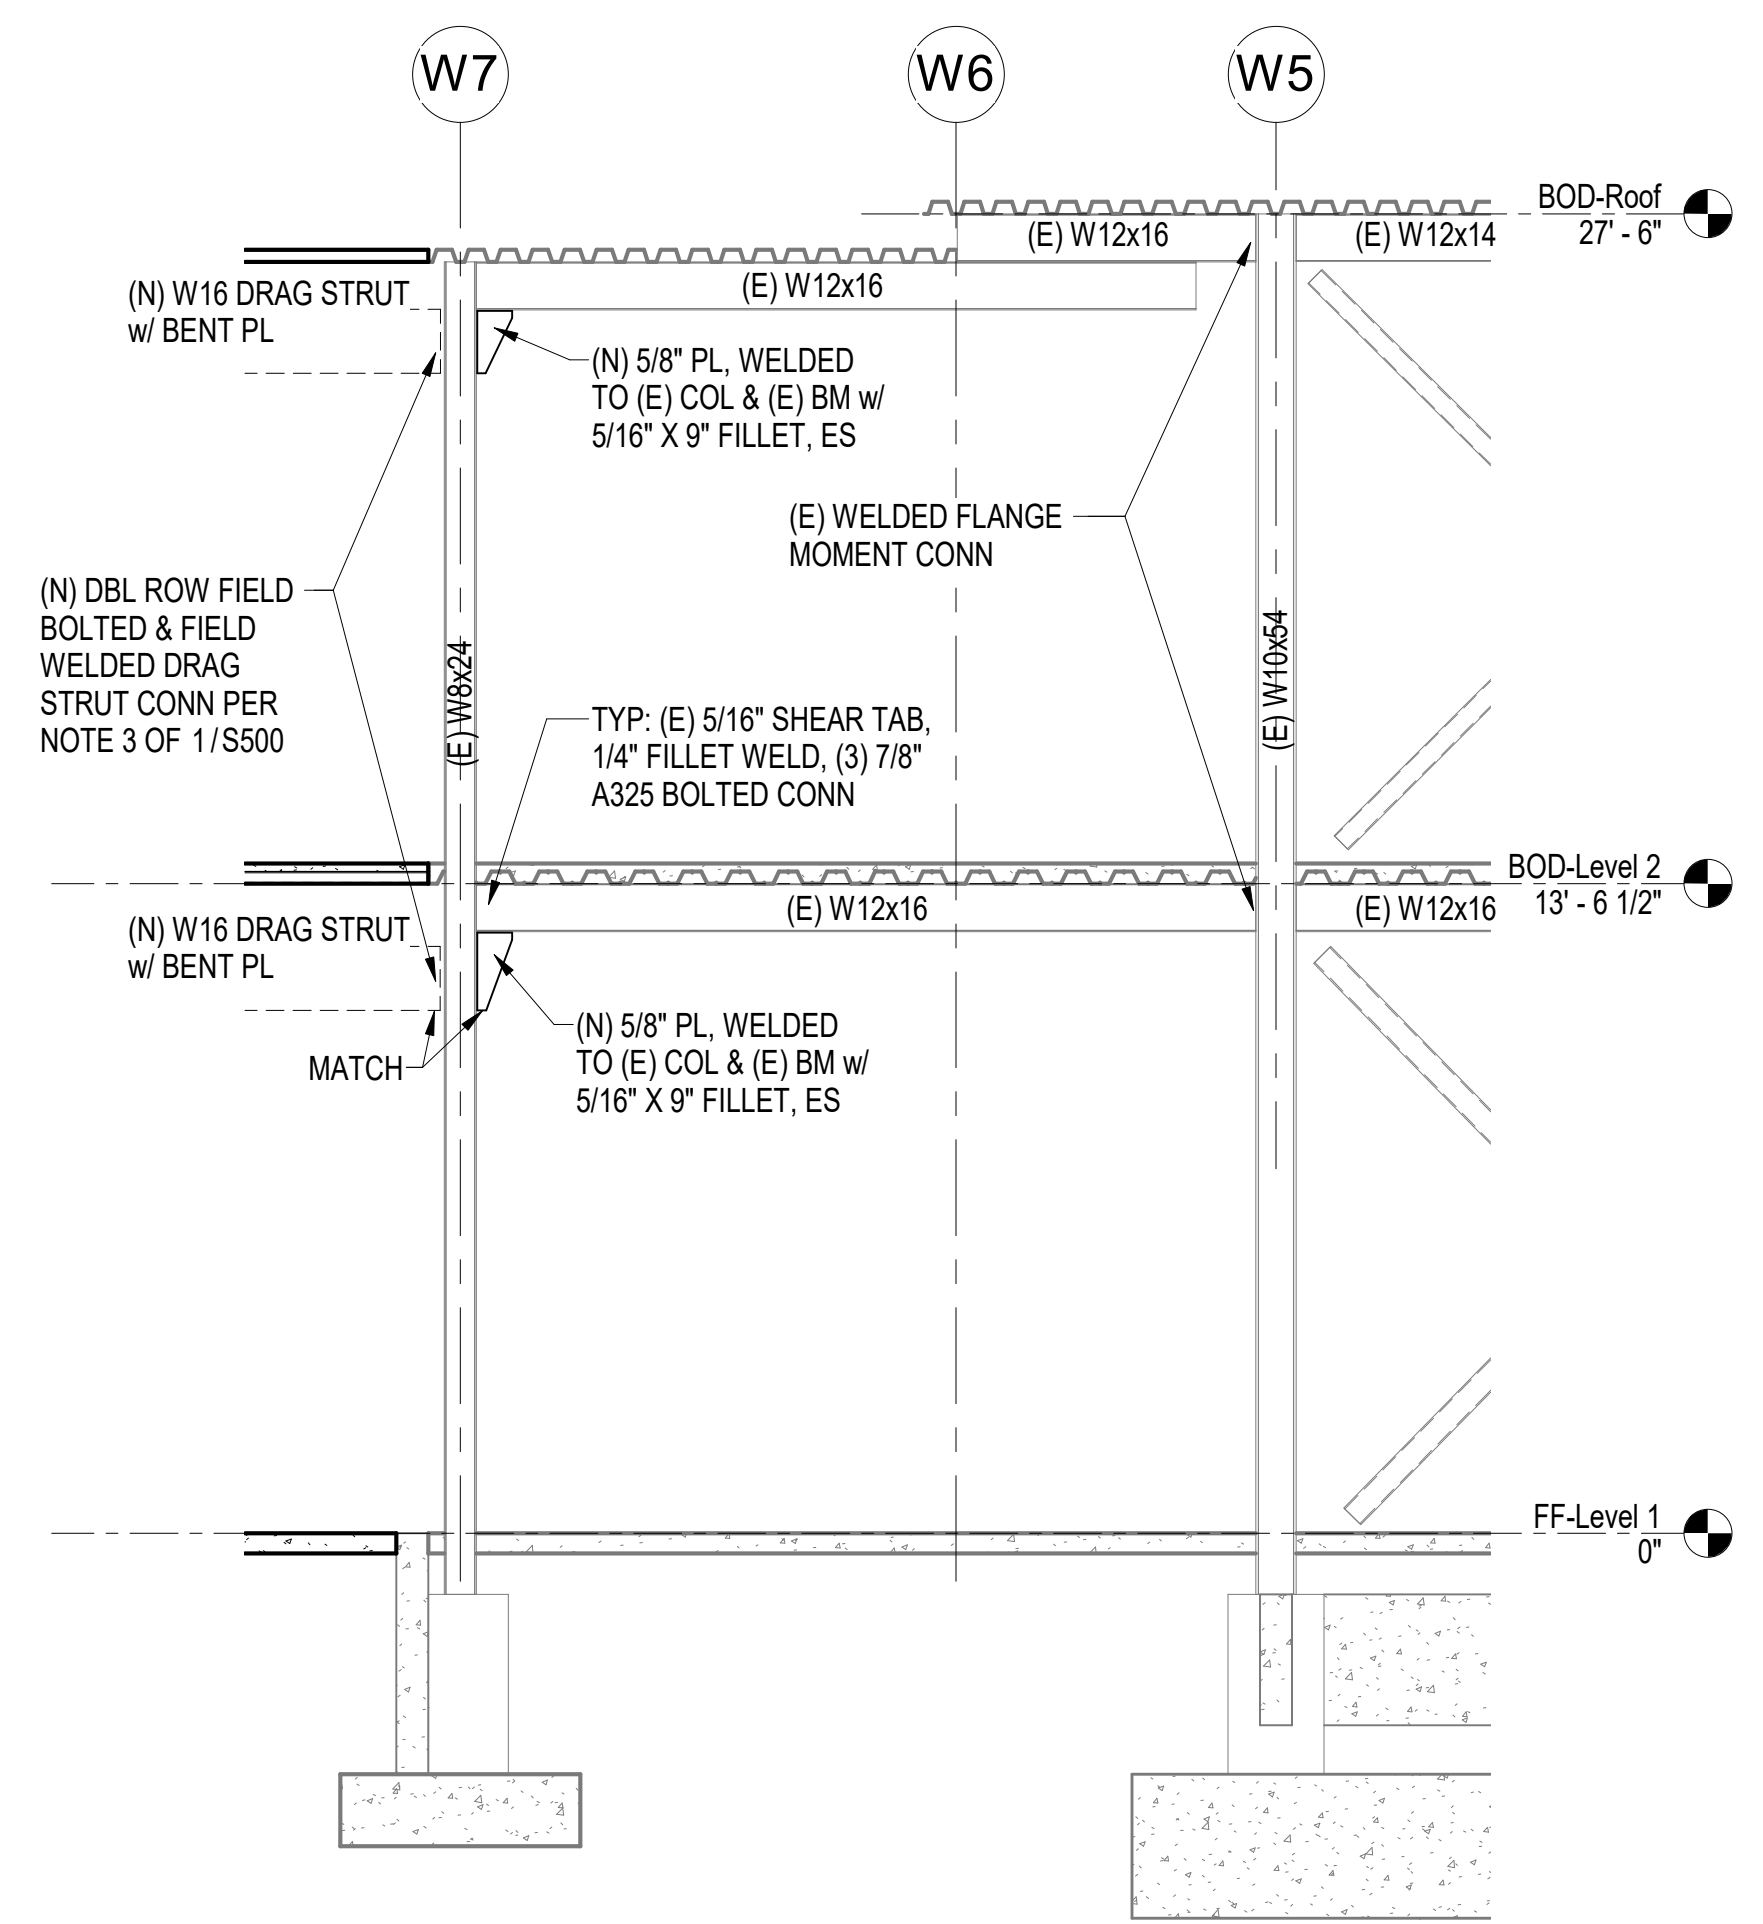 W7
W6
W5
BOD-Roof
27' - 6"
(E) W12x16
(E) W12x14
(N) W16 DRAG STRUT
w/ BENT PL
(E) W12x16
(N) 5/8" PL, WELDED
TO (E) COL & (E) BM w/
5/16" X 9" FILLET, ES
(E) WELDED FLANGE
MOMENT CONN
(N) DBL ROW FIELD
BOLTED & FIELD
WELDED DRAG
STRUT CONN PER
NOTE 3 OF 1/S500
(E) W8x24
(E) W10x54
TYP: (E) 5/16" SHEAR TAB,
1/4" FILLET WELD, (3) 7/8"
A325 BOLTED CONN
BOD-Level 2
13' - 6 1/2"
(E) W12x16
(E) W12x16
(N) W16 DRAG STRUT
w/ BENT PL
(N) 5/8" PL, WELDED
TO (E) COL & (E) BM w/
5/16" X 9" FILLET, ES
MATCH
FF-Level 1
0"